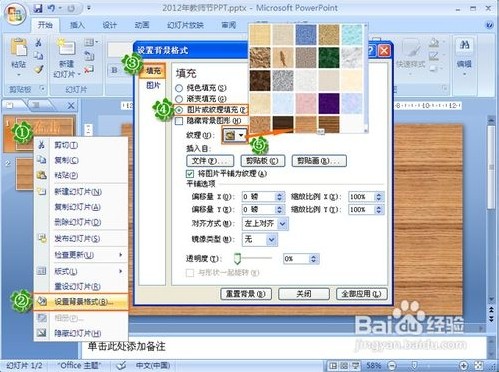 2012年教师节PPT.pptx - Microsoft PowerPoint
开始
幻灯片放映
粘贴
新建
幻灯片
剪贴板
幻灯片
快速样式
编辑
设置背景格式
填充
图片
填充
纯色填充(S)
渐变填充(G)
图片或纹理填充(P)
隐藏背景图形(H)
纹理(U):
插入自:
文件(F)...
剪贴板(C)
剪贴画(R)...
将图片平铺为纹理(A)
平铺选项
偏移量 X(O): 0 磅
缩放比例 X(X): 100%
偏移量 Y(E): 0 磅
缩放比例 Y(Y): 100%
对齐方式(L): 左上对齐
镜像类型(M): 无
透明度(T): 0%
与形状一起旋转(W)
重置背景(B)
关闭
全部应用(L)
1
2
3
4
5
剪切(T)
复制(C)
粘贴(P)
新建幻灯片(N)
复制幻灯片(A)
删除幻灯片(D)
发布幻灯片(S)
检查更新(U)
版式(L)
重设幻灯片(R)
设置背景格式(B)...
相册(P)...
隐藏幻灯片(H)
单击此处添加备注
幻灯片 1/2
"Office 主题"
中文(中国)
58%
Baidu 经验
jingyan.baidu.com